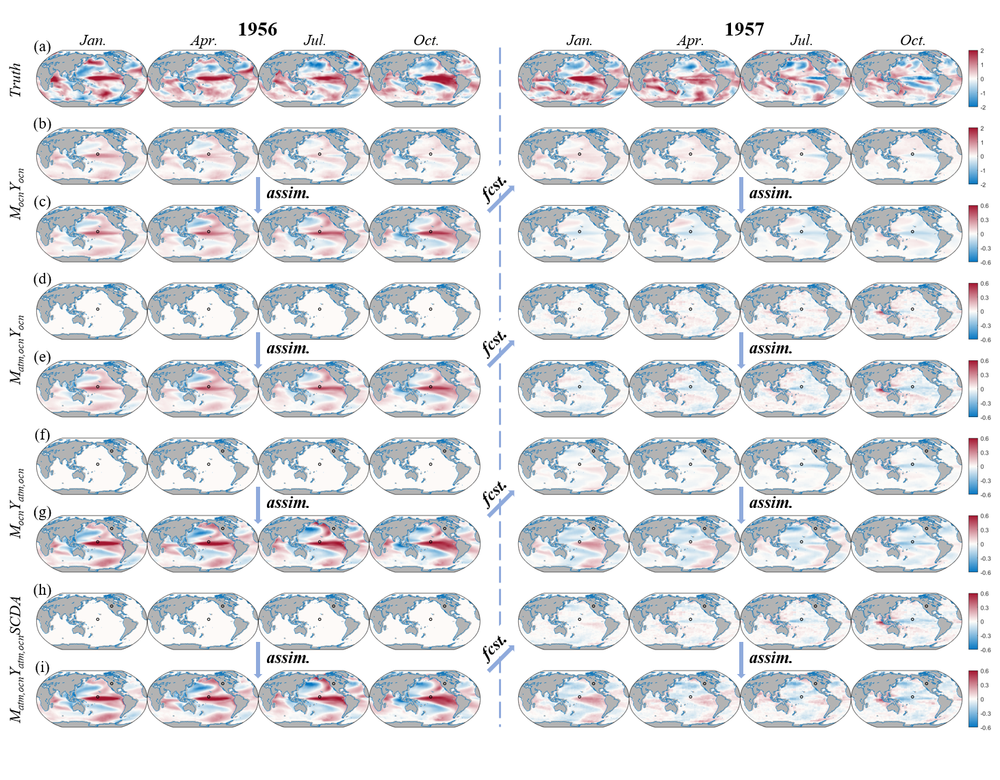 1956
1957
Jan.
Apr.
Jul.
Oct.
Jan.
Apr.
Jul.
Oct.
(a)
Truth
2
1
0
-1
-2
(b)
2
1
0
-1
-2
M_ocn Y_ocn
assim.
fcst.
assim.
(c)
0.6
0.3
0
-0.3
-0.6
(d)
0.6
0.3
0
-0.3
-0.6
M_atm,ocn Y_ocn
assim.
fcst.
assim.
(e)
0.6
0.3
0
-0.3
-0.6
(f)
0.6
0.3
0
-0.3
-0.6
M_ocn Y_atm,ocn
assim.
fcst.
assim.
(g)
0.6
0.3
0
-0.3
-0.6
(h)
0.6
0.3
0
-0.3
-0.6
M_atm,ocn Y_atm,ocn SCDA
assim.
fcst.
assim.
(i)
0.6
0.3
0
-0.3
-0.6